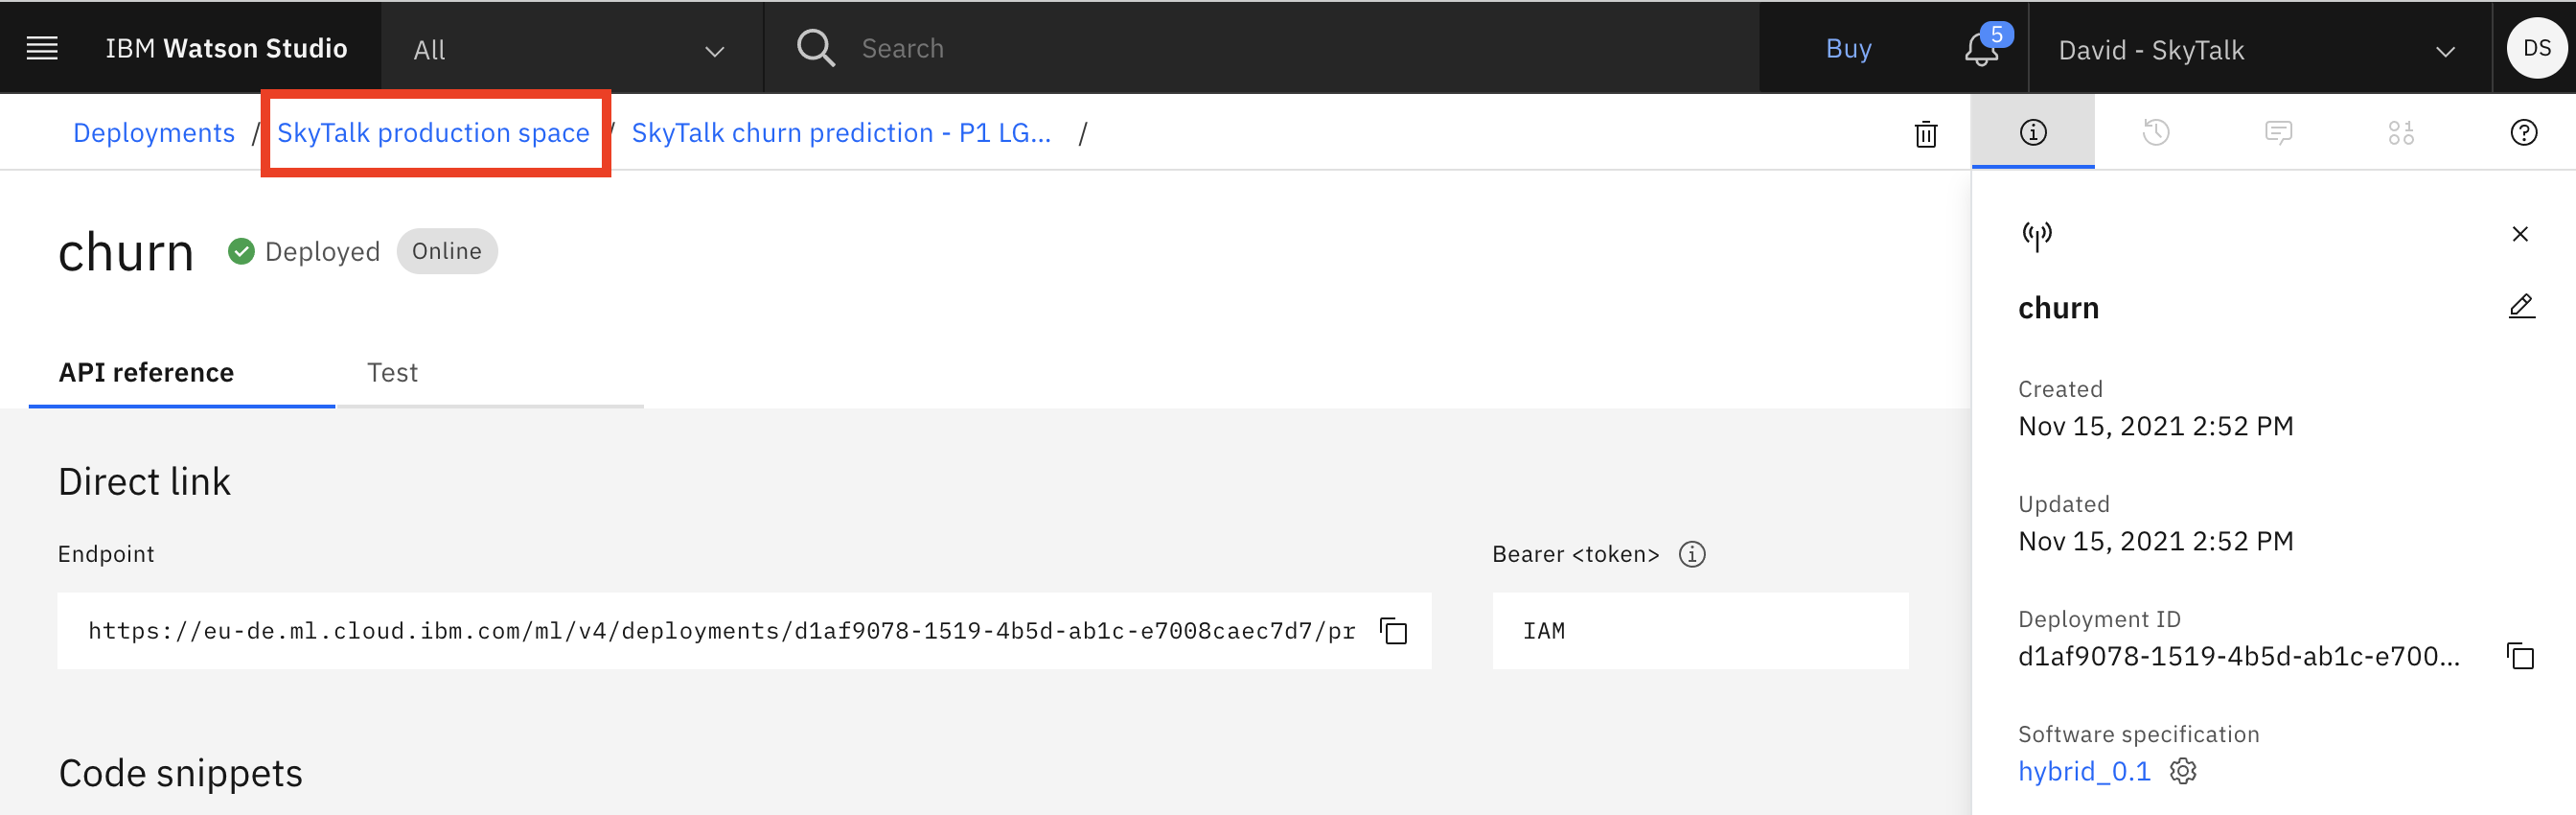 IBM Watson Studio
All
Search
Buy
5
David - SkyTalk
DS
Deployments / SkyTalk production space / SkyTalk churn prediction - P1 LG... /
churn
Deployed
Online
API reference
Test
Direct link
Endpoint
Bearer <token>
https://eu-de.ml.cloud.ibm.com/ml/v4/deployments/d1af9078-1519-4b5d-ab1c-e7008caec7d7/pr
IAM
Code snippets
churn
Created
Nov 15, 2021 2:52 PM
Updated
Nov 15, 2021 2:52 PM
Deployment ID
d1af9078-1519-4b5d-ab1c-e700...
Software specification
hybrid_0.1